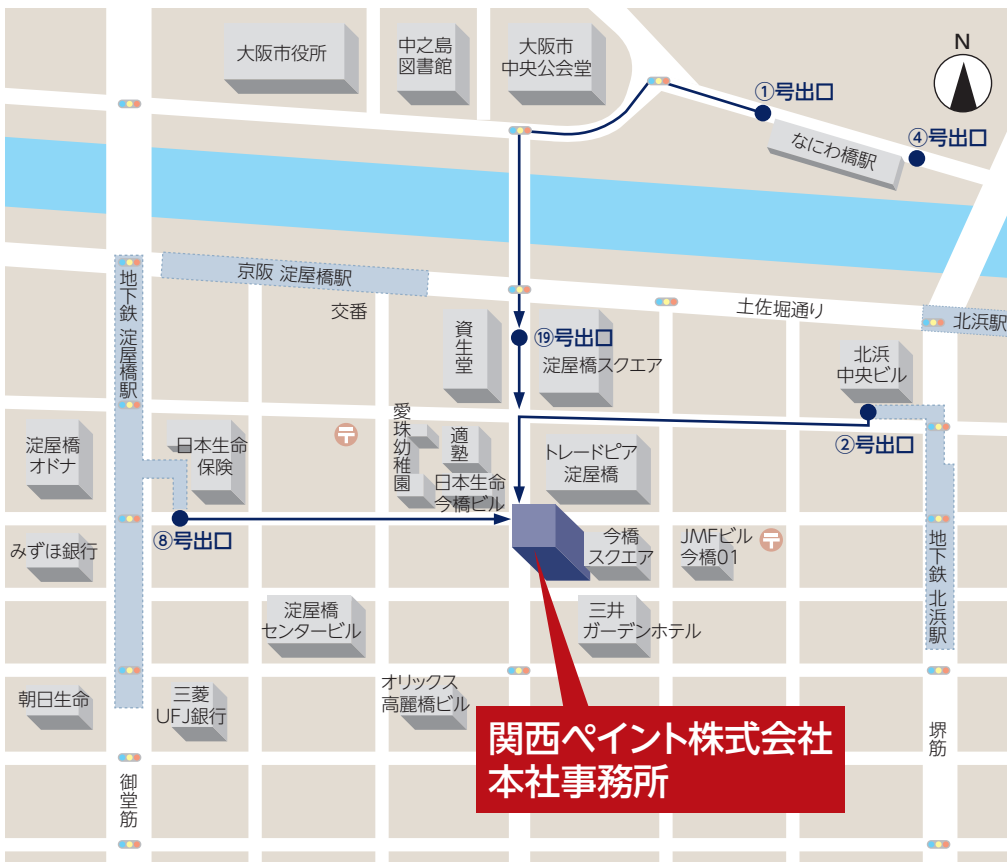 大阪市役所
中之島
図書館
大阪市
中央公会堂
N
①号出口
④号出口
なにわ橋駅
地下鉄 淀屋橋駅
京阪 淀屋橋駅
交番
土佐堀通り
北浜駅
資生堂
⑲号出口
淀屋橋スクエア
北浜
中央ビル
②号出口
淀屋橋
オドナ
日本生命
保険
〒
愛珠幼稚園
適塾
日本生命
今橋ビル
トレードピア
淀屋橋
⑧号出口
みずほ銀行
今橋
スクエア
JMFビル
今橋01
〒
地下鉄 北浜駅
淀屋橋
センタービル
三井
ガーデンホテル
朝日生命
三菱
UFJ銀行
オリックス
高麗橋ビル
関西ペイント株式会社
本社事務所
御堂筋
堺筋